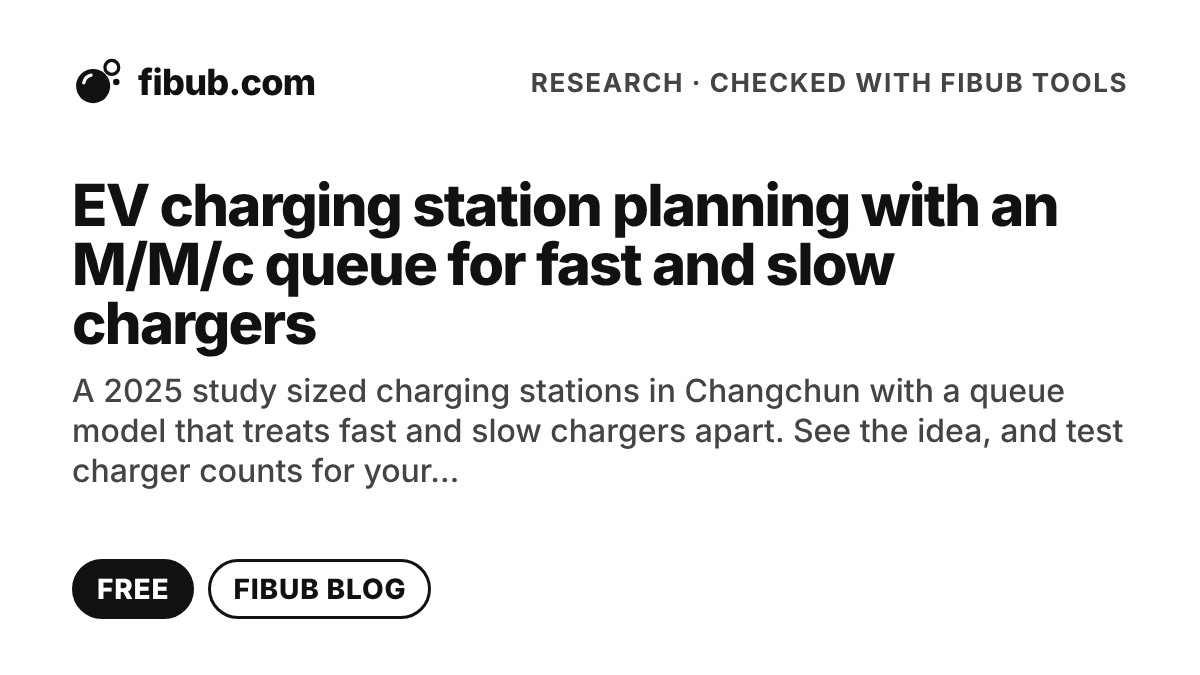 fibub.com
RESEARCH · CHECKED WITH FIBUB TOOLS
EV charging station planning with an
M/M/c queue for fast and slow
chargers
A 2025 study sized charging stations in Changchun with a queue
model that treats fast and slow chargers apart. See the idea, and test
charger counts for your...
FREE
FIBUB BLOG